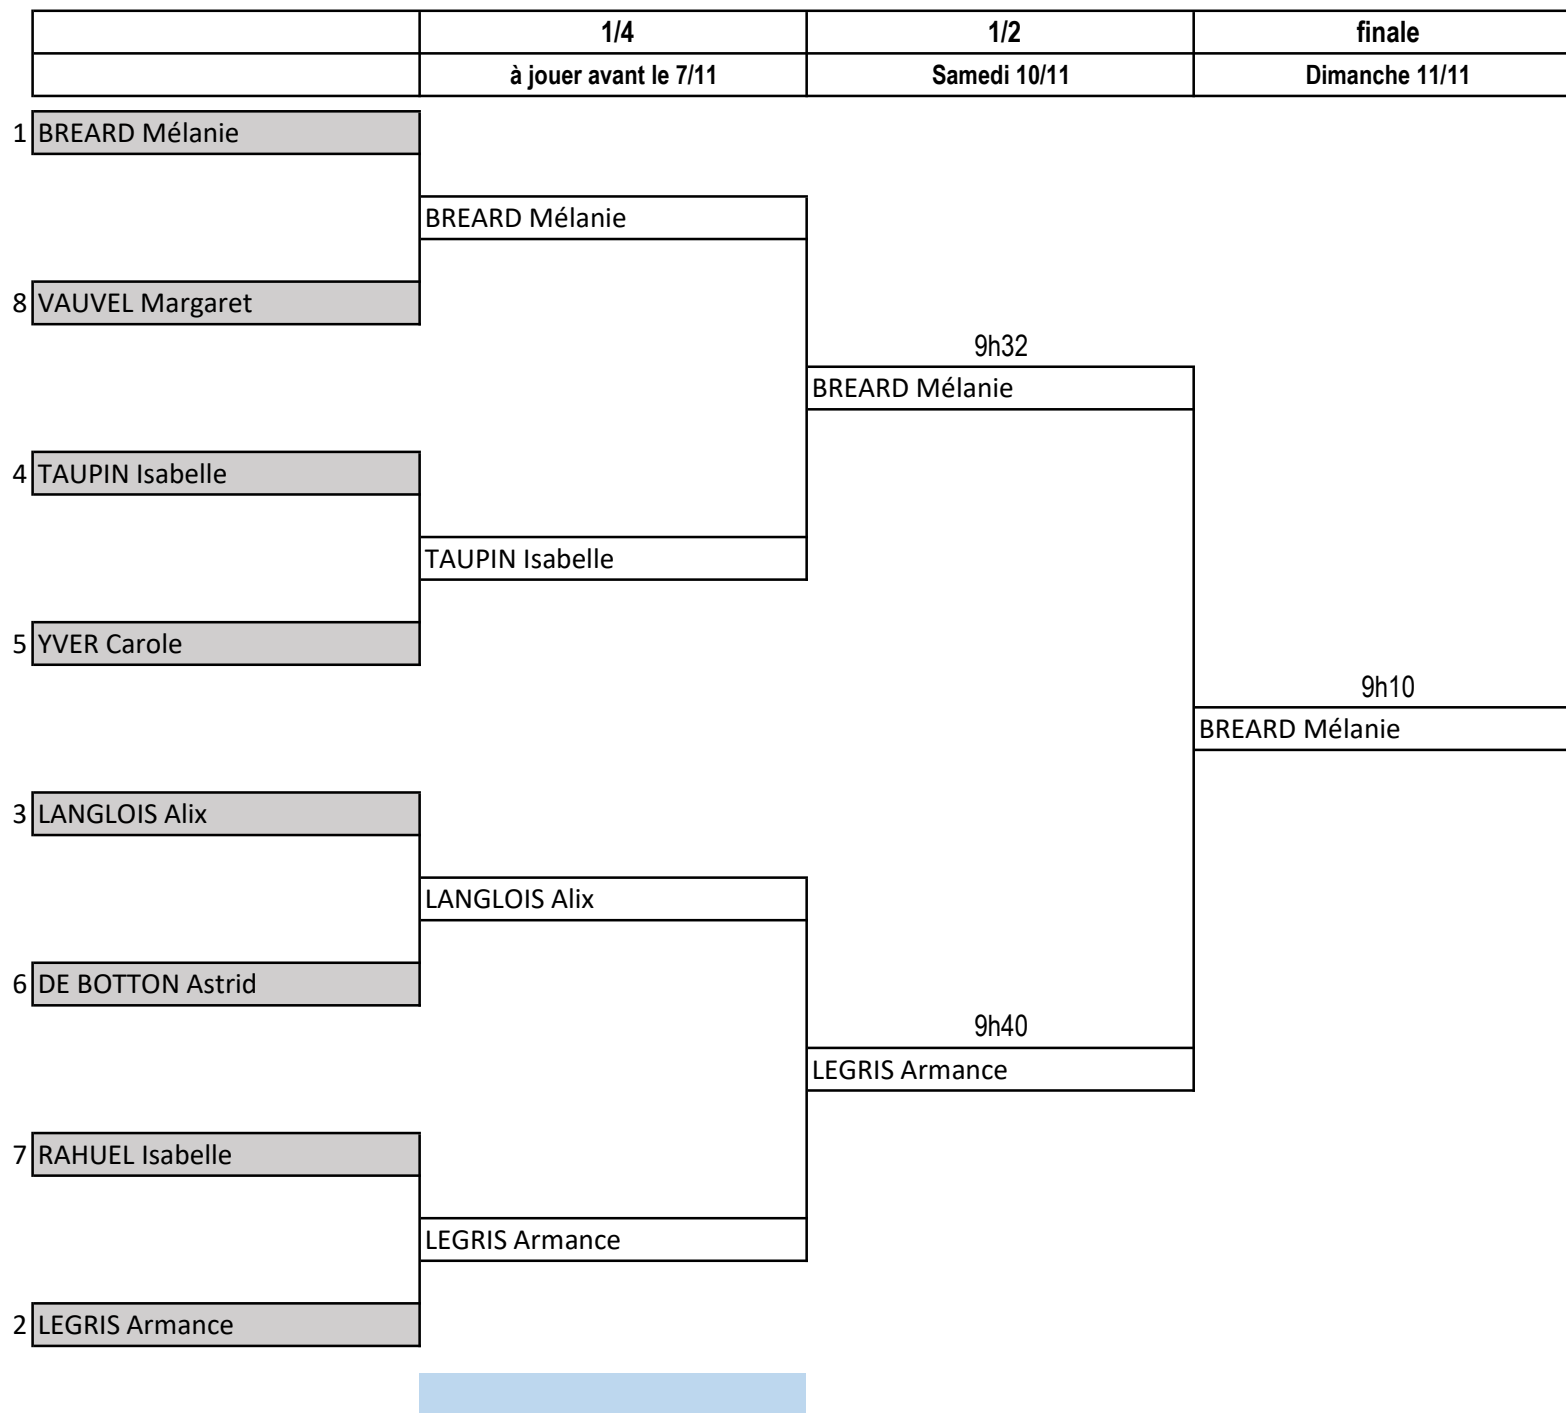 1/4 1/2 finale
à jouer avant le 7/11 Samedi 10/11 Dimanche 11/11
1 BREARD Mélanie
BREARD Mélanie
8 VAUVEL Margaret
9h32
BREARD Mélanie
4 TAUPIN Isabelle
TAUPIN Isabelle
5 YVER Carole
9h10
BREARD Mélanie
3 LANGLOIS Alix
LANGLOIS Alix
6 DE BOTTON Astrid
9h40
LEGRIS Armance
7 RAHUEL Isabelle
LEGRIS Armance
2 LEGRIS Armance